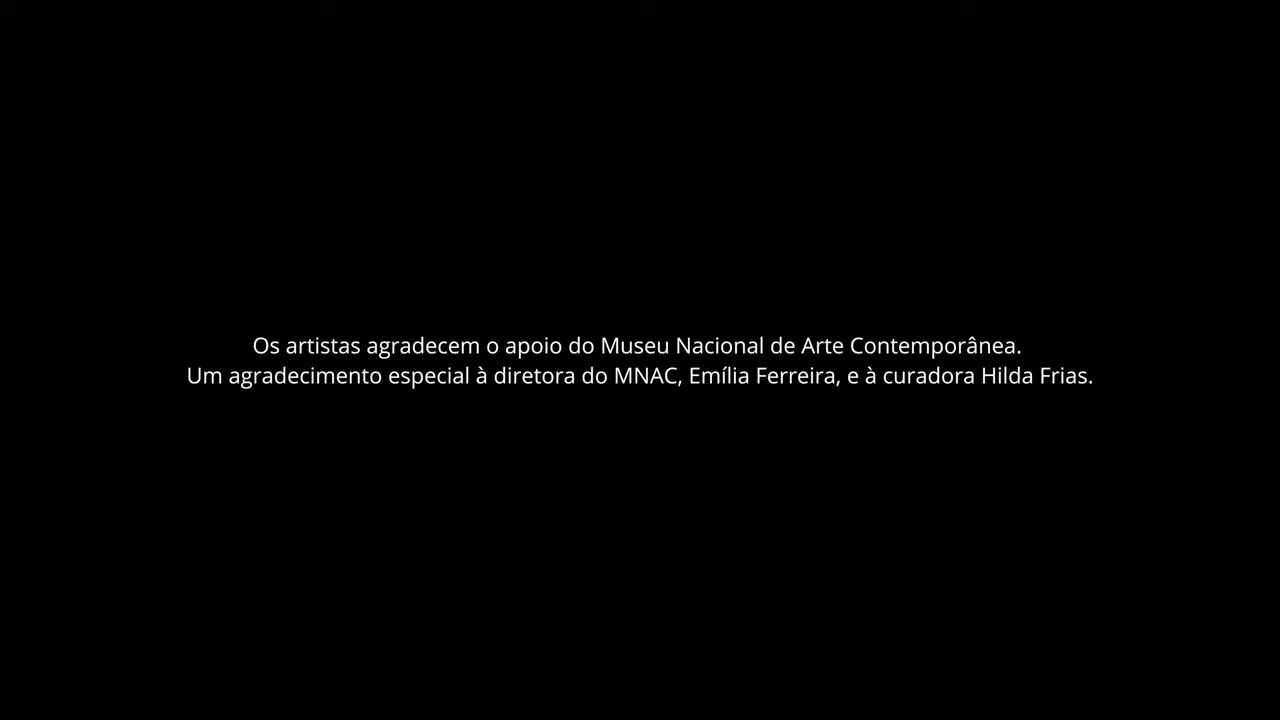 Os artistas agradecem o apoio do Museu Nacional de Arte Contemporânea.
Um agradecimento especial à diretora do MNAC, Emília Ferreira, e à curadora Hilda Frias.